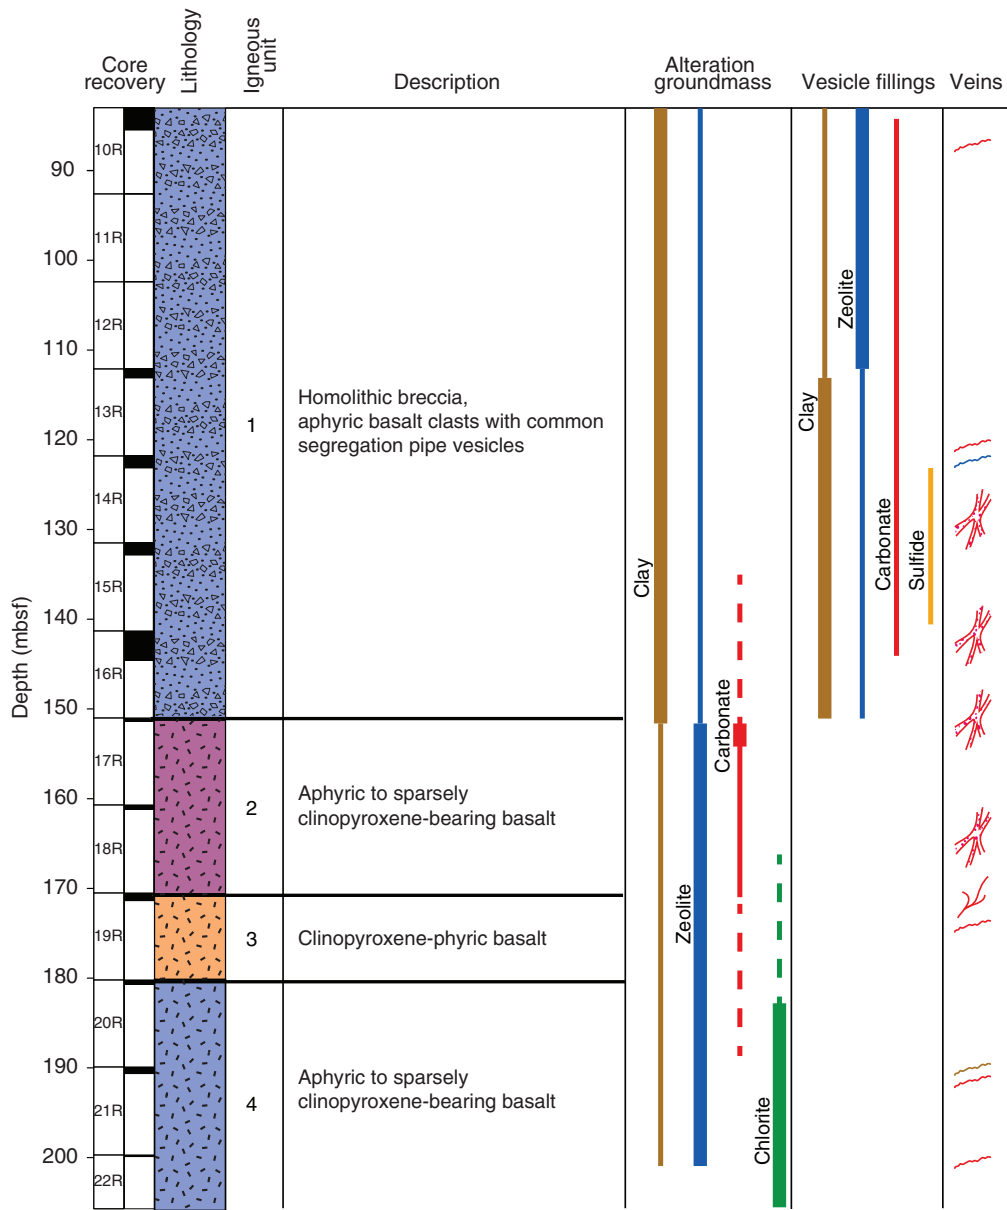 Core
recovery
Lithology
Igneous
unit
Description
Alteration
groundmass
Vesicle fillings
Veins
Depth (mbsf)
90
100
110
120
130
140
150
160
170
180
190
200
10R
11R
12R
13R
14R
15R
16R
17R
18R
19R
20R
21R
22R
1
Homolithic breccia,
aphyric basalt clasts with common
segregation pipe vesicles
2
Aphyric to sparsely
clinopyroxene-bearing basalt
3
Clinopyroxene-phyric basalt
4
Aphyric to sparsely
clinopyroxene-bearing basalt
Clay
Zeolite
Carbonate
Chlorite
Clay
Zeolite
Carbonate
Sulfide